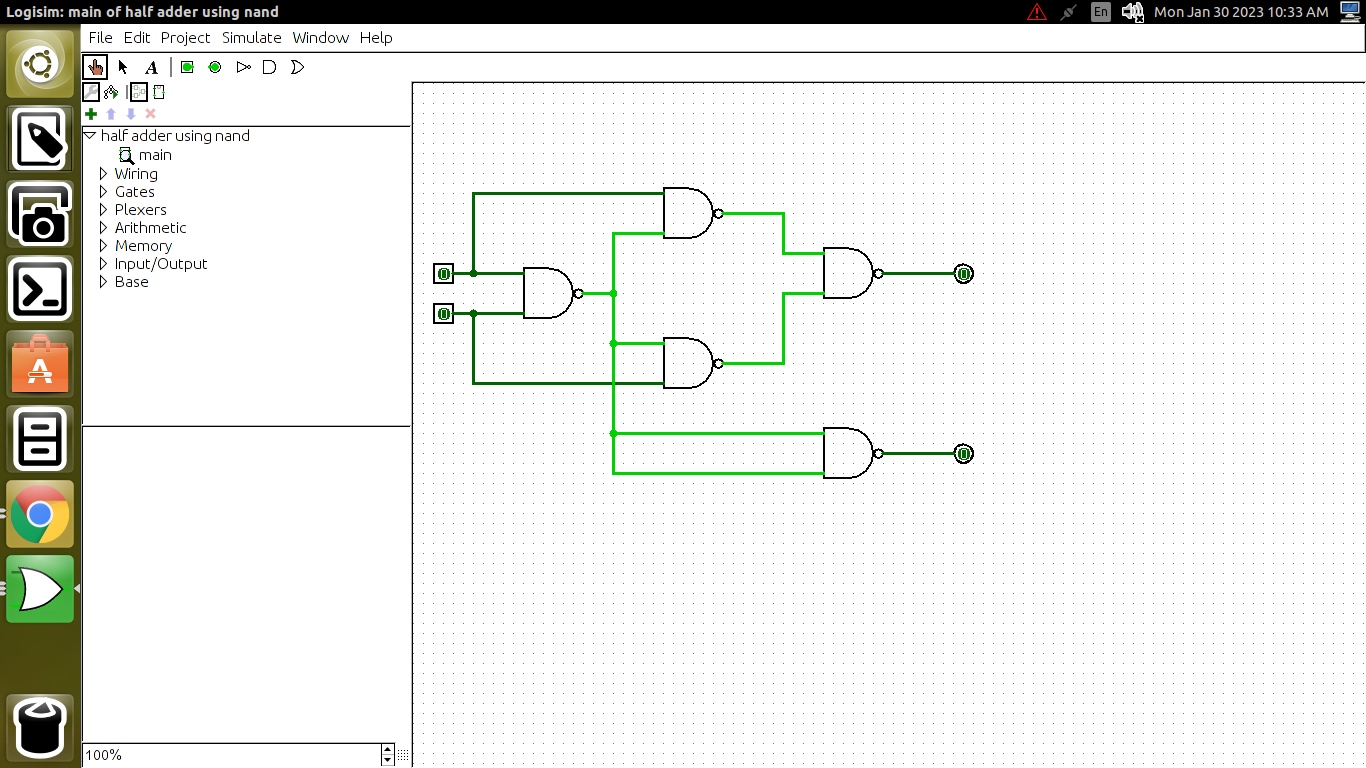 Logisim: main of half adder using nand
En
Mon Jan 30 2023 10:33 AM
File Edit Project Simulate Window Help
A
half adder using nand
main
Wiring
Gates
Plexers
Arithmetic
Memory
Input/Output
Base
0
0
0
0
100%